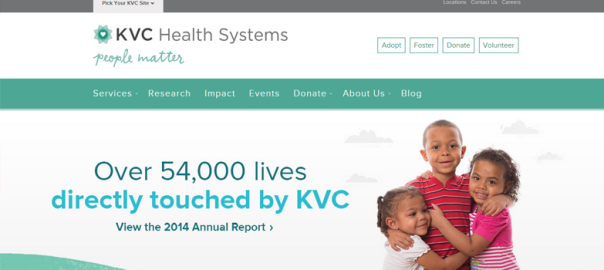 Pick Your KVC Site
Locations Contact Us Careers
KVC Health Systems
people matter
Adopt Foster Donate Volunteer
Services Research Impact Events Donate About Us Blog
Over 54,000 lives
directly touched by KVC
View the 2014 Annual Report ›